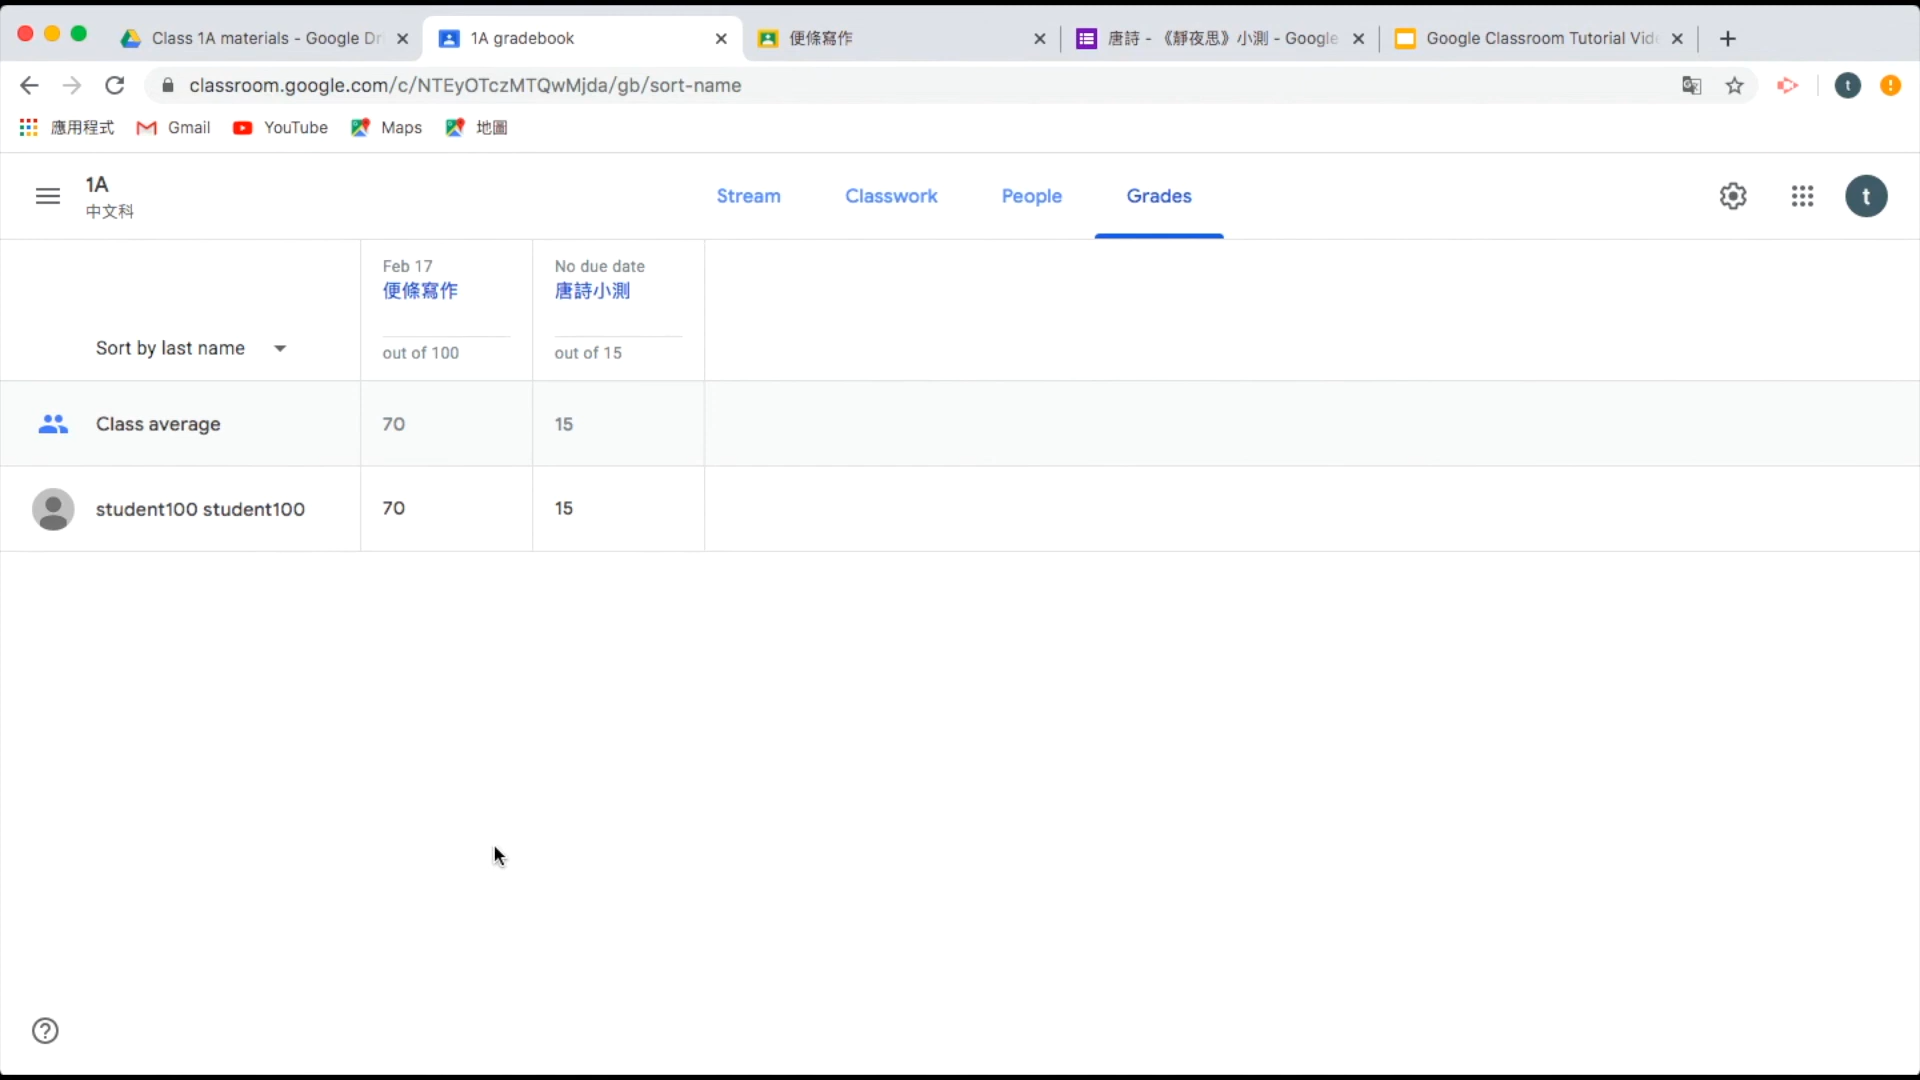 Class 1A materials - Google Dri
1A gradebook
便條寫作
唐詩 - 《靜夜思》小測 - Google
Google Classroom Tutorial Vide
classroom.google.com/c/NTEyOTczMTQwMjda/gb/sort-name
t
應用程式
Gmail
YouTube
Maps
地圖
1A
中文科
Stream
Classwork
People
Grades
t
Feb 17
便條寫作
No due date
唐詩小測
Sort by last name
out of 100
out of 15
Class average
70
15
student100 student100
70
15